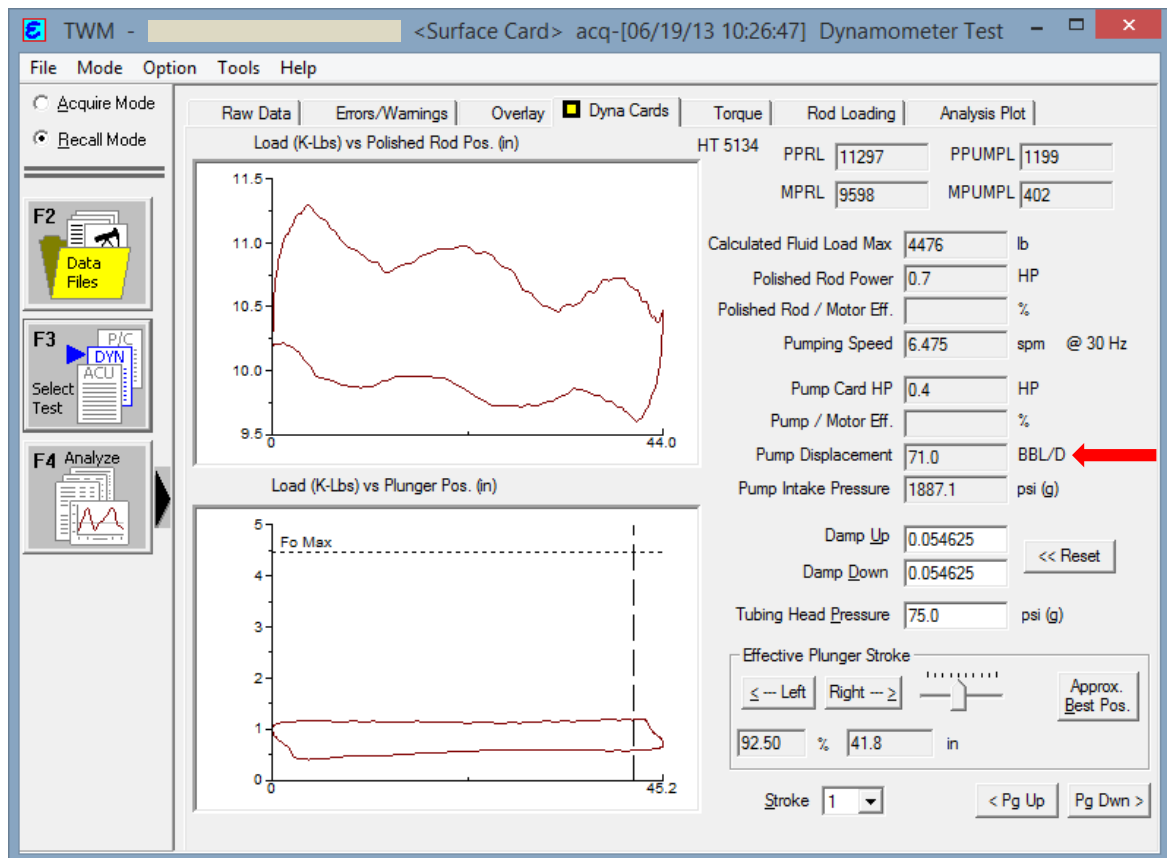 TWM - <Surface Card> acq-[06/19/13 10:26:47] Dynamometer Test
File Mode Option Tools Help
Acquire Mode
Recall Mode
F2
Data
Files
F3
P/C
DYN
ACU
Select
Test
F4 Analyze
Raw Data Errors/Warnings Overlay Dyna Cards Torque Rod Loading Analysis Plot
Load (K-Lbs) vs Polished Rod Pos. (in)
11.5
11.0
10.5
10.0
9.5
0 44.0
Load (K-Lbs) vs Plunger Pos. (in)
5
Fo Max
4
3
2
1
0
0 45.2
HT 5134
PPRL 11297 PPUMPL 1199
MPRL 9598 MPUMPL 402
Calculated Fluid Load Max 4476 lb
Polished Rod Power 0.7 HP
Polished Rod / Motor Eff. %
Pumping Speed 6.475 spm @ 30 Hz
Pump Card HP 0.4 HP
Pump / Motor Eff. %
Pump Displacement 71.0 BBL/D
Pump Intake Pressure 1887.1 psi (g)
Damp Up 0.054625
<< Reset
Damp Down 0.054625
Tubing Head Pressure 75.0 psi (g)
Effective Plunger Stroke
< --- Left Right --- >
Approx.
Best Pos.
92.50 % 41.8 in
Stroke 1 < Pg Up Pg Dwn >